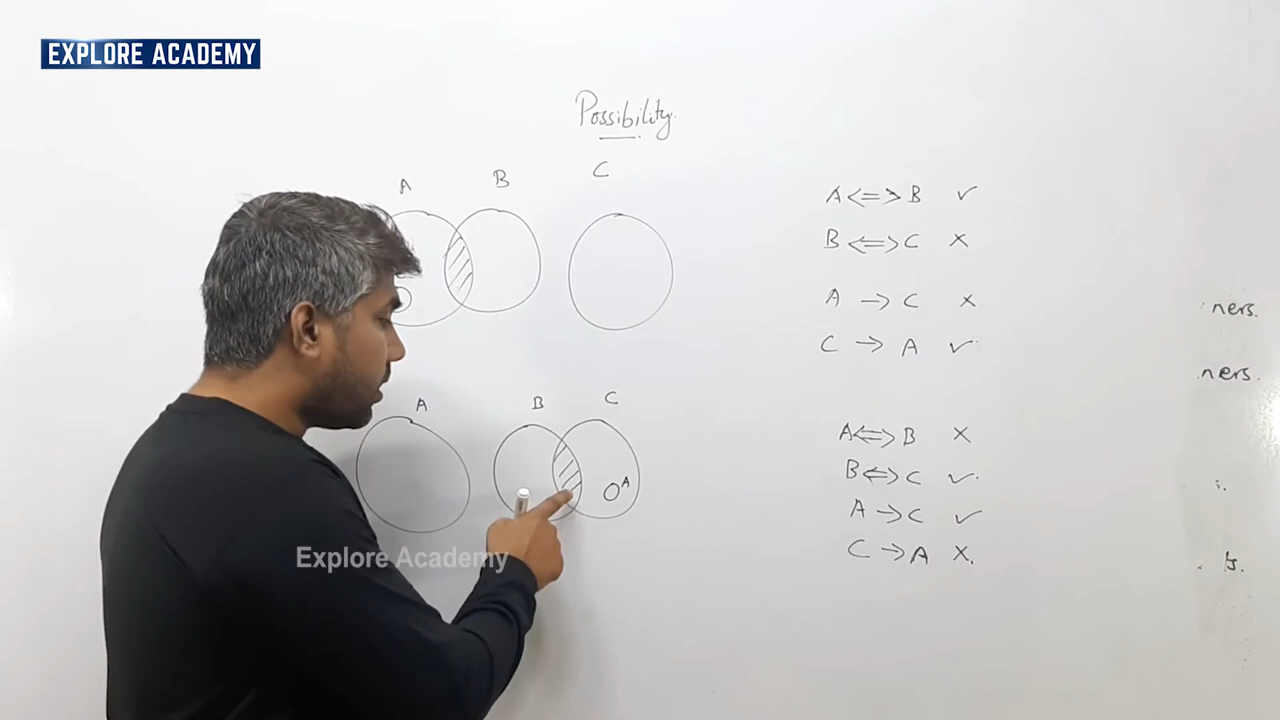 EXPLORE ACADEMY
Possibility
A B C
A <=> B ✓
B <=> C ×
A → C ×
C → A ✓
A B C
A
A <=> B ×
B <=> C ✓
A → C ✓
C → A ×
ners.
ners.
s.
Explore Academy